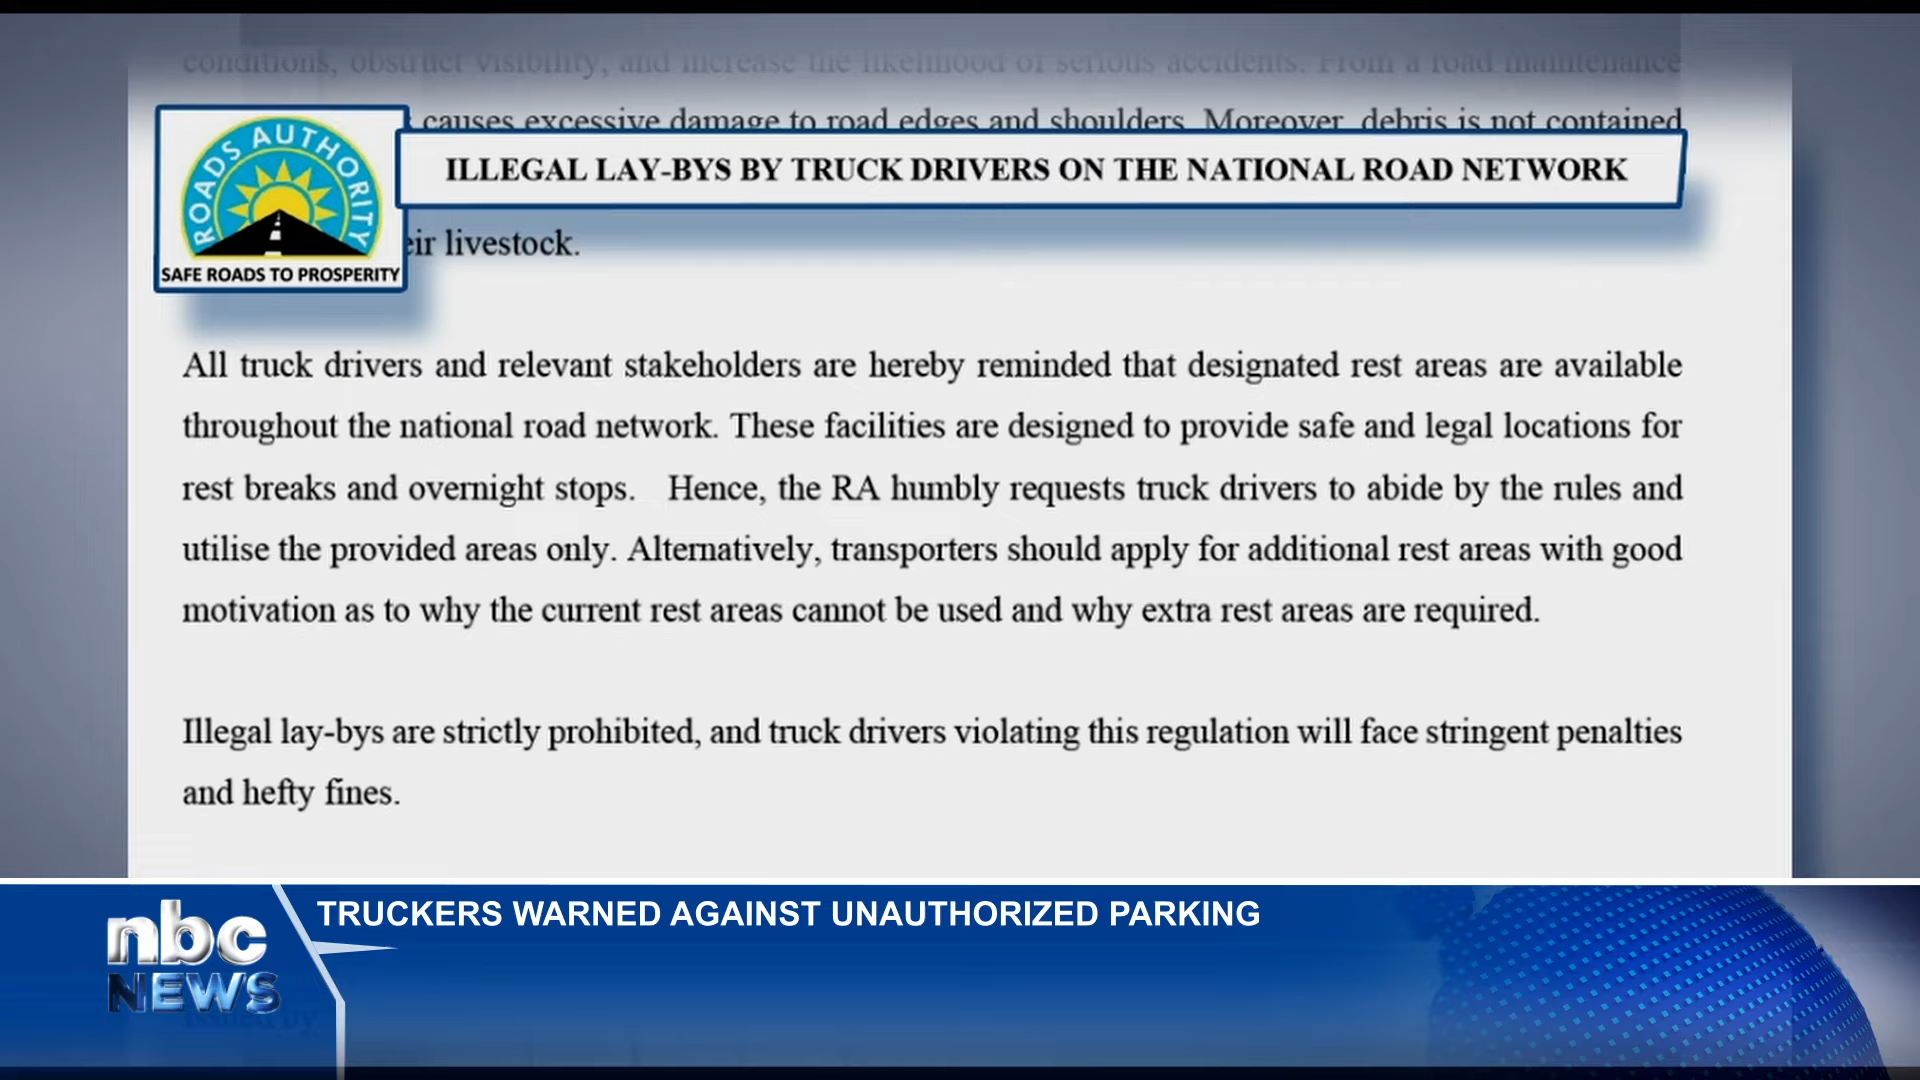 conditions, obstruct visibility, and increase the likelihood of serious accidents. From a road maintenance
causes excessive damage to road edges and shoulders. Moreover, debris is not contained
ROADS AUTHORITY
SAFE ROADS TO PROSPERITY
ILLEGAL LAY-BYS BY TRUCK DRIVERS ON THE NATIONAL ROAD NETWORK
livestock.
All truck drivers and relevant stakeholders are hereby reminded that designated rest areas are available
throughout the national road network. These facilities are designed to provide safe and legal locations for
rest breaks and overnight stops. Hence, the RA humbly requests truck drivers to abide by the rules and
utilise the provided areas only. Alternatively, transporters should apply for additional rest areas with good
motivation as to why the current rest areas cannot be used and why extra rest areas are required.
Illegal lay-bys are strictly prohibited, and truck drivers violating this regulation will face stringent penalties
and hefty fines.
nbc
NEWS
TRUCKERS WARNED AGAINST UNAUTHORIZED PARKING